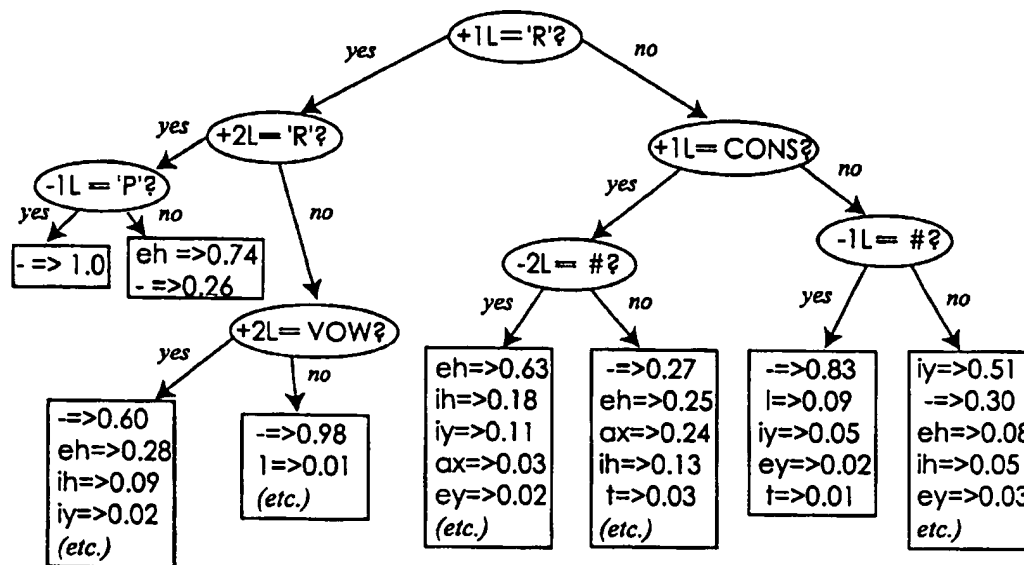 +1L=='R'?
yes
no
+2L== 'R'?
+1L== CONS?
yes
no
yes
no
-1L == 'P'?
-2L== #?
-1L== #?
yes
no
yes
no
yes
no
- => 1.0
eh =>0.74
- =>0.26
+2L== VOW?
yes
no
-=>0.60
eh=>0.28
ih=>0.09
iy=>0.02
(etc.)
-=>0.98
l=>0.01
(etc.)
eh=>0.63
ih=>0.18
iy=>0.11
ax=>0.03
ey=>0.02
(etc.)
-=>0.27
eh=>0.25
ax=>0.24
ih=>0.13
t=>0.03
(etc.)
-=>0.83
l=>0.09
iy=>0.05
ey=>0.02
t=>0.01
iy=>0.51
-=>0.30
eh=>0.08
ih=>0.05
ey=>0.03
etc.)